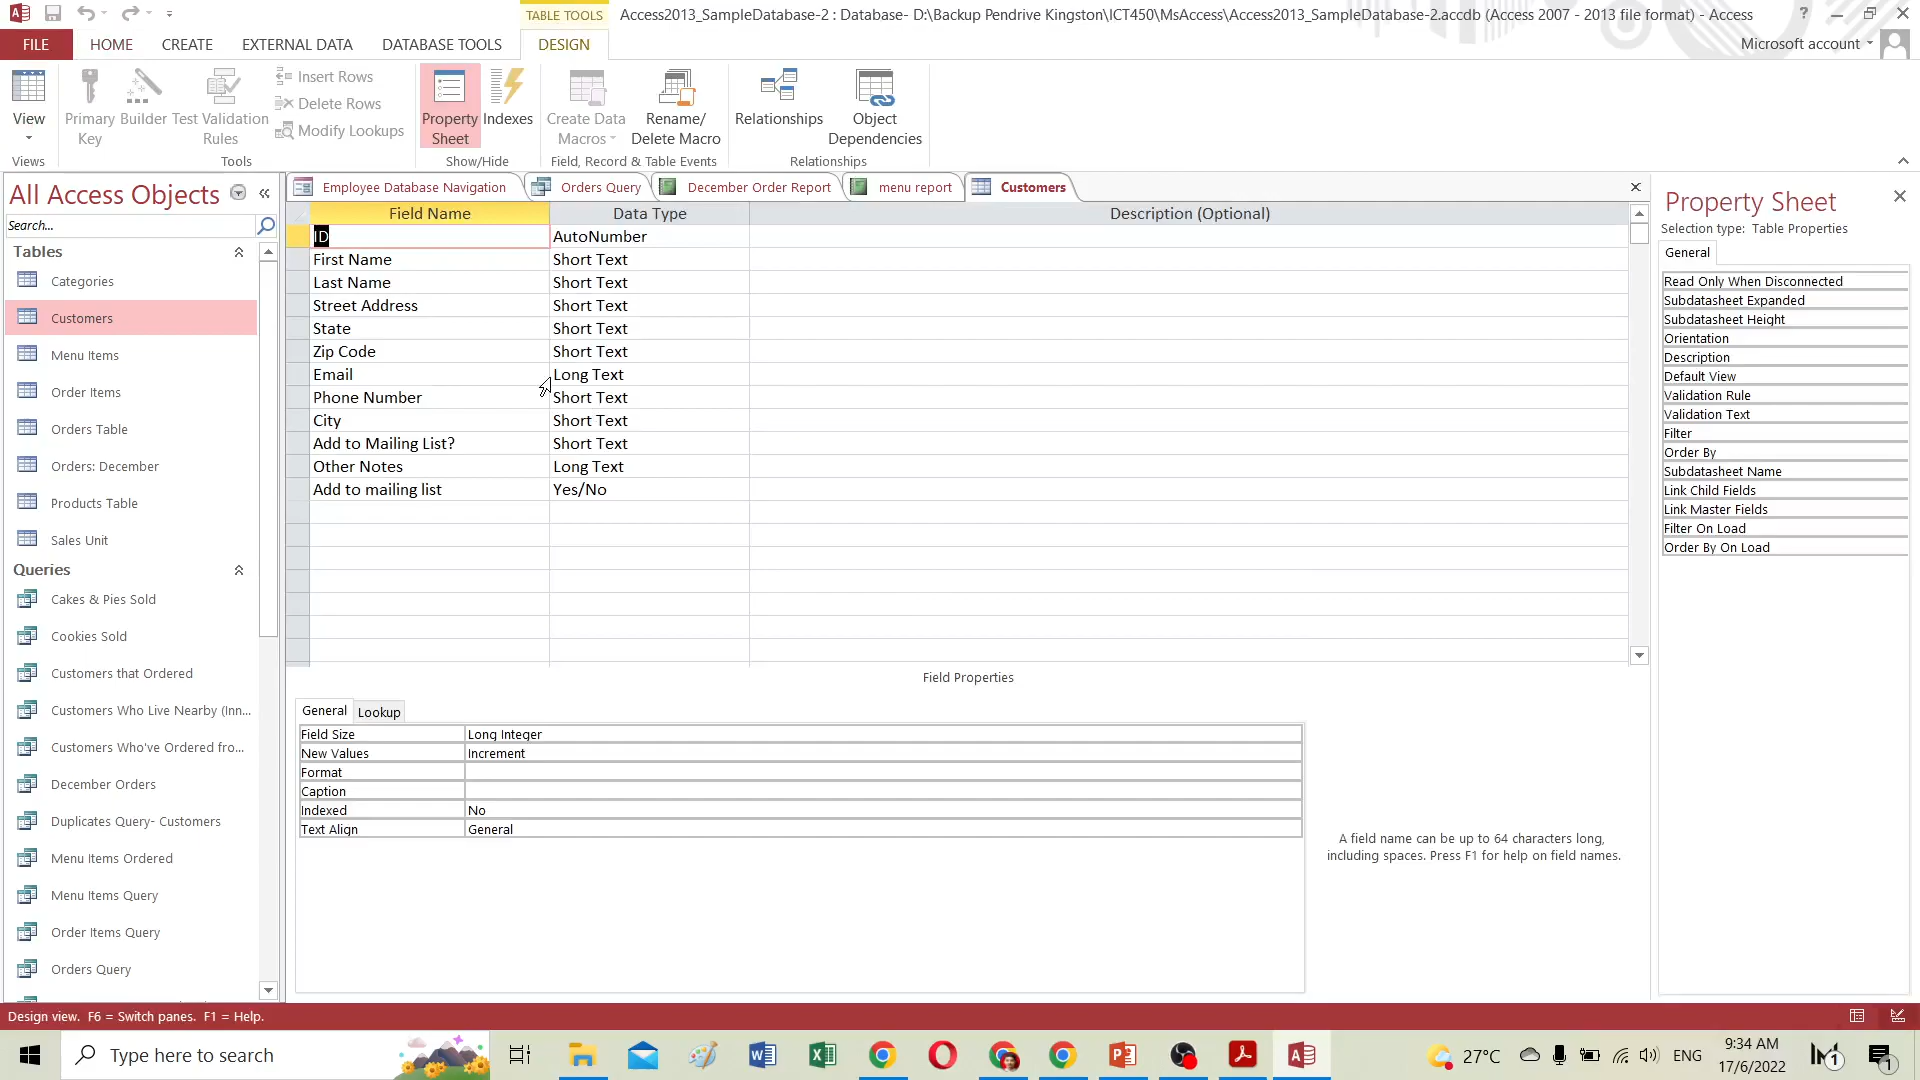 TABLE TOOLS
Access2013_SampleDatabase-2 : Database- D:\Backup Pendrive Kingston\ICT450\MsAccess\Access2013_SampleDatabase-2.accdb (Access 2007 - 2013 file format) - Access
?
FILE HOME CREATE EXTERNAL DATA DATABASE TOOLS DESIGN
Microsoft account
View
Primary Key
Builder
Test Validation Rules
Insert Rows
Delete Rows
Modify Lookups
Property Sheet
Indexes
Create Data Macros
Rename/ Delete Macro
Relationships
Object Dependencies
Views Tools Show/Hide Field, Record & Table Events Relationships
All Access Objects
Search...
Tables
Categories
Customers
Menu Items
Order Items
Orders Table
Orders: December
Products Table
Sales Unit
Queries
Cakes & Pies Sold
Cookies Sold
Customers that Ordered
Customers Who Live Nearby (Inn...
Customers Who've Ordered fro...
December Orders
Duplicates Query- Customers
Menu Items Ordered
Menu Items Query
Order Items Query
Orders Query
Employee Database Navigation
Orders Query
December Order Report
menu report
Customers
Field Name Data Type Description (Optional)
ID AutoNumber
First Name Short Text
Last Name Short Text
Street Address Short Text
State Short Text
Zip Code Short Text
Email Long Text
Phone Number Short Text
City Short Text
Add to Mailing List? Short Text
Other Notes Long Text
Add to mailing list Yes/No
Field Properties
General Lookup
Field Size Long Integer
New Values Increment
Format
Caption
Indexed No
Text Align General
A field name can be up to 64 characters long,
including spaces. Press F1 for help on field names.
Property Sheet
Selection type: Table Properties
General
Read Only When Disconnected
Subdatasheet Expanded
Subdatasheet Height
Orientation
Description
Default View
Validation Rule
Validation Text
Filter
Order By
Subdatasheet Name
Link Child Fields
Link Master Fields
Filter On Load
Order By On Load
Design view. F6 = Switch panes. F1 = Help.
Type here to search
27°C
ENG
9:34 AM
17/6/2022
1
1